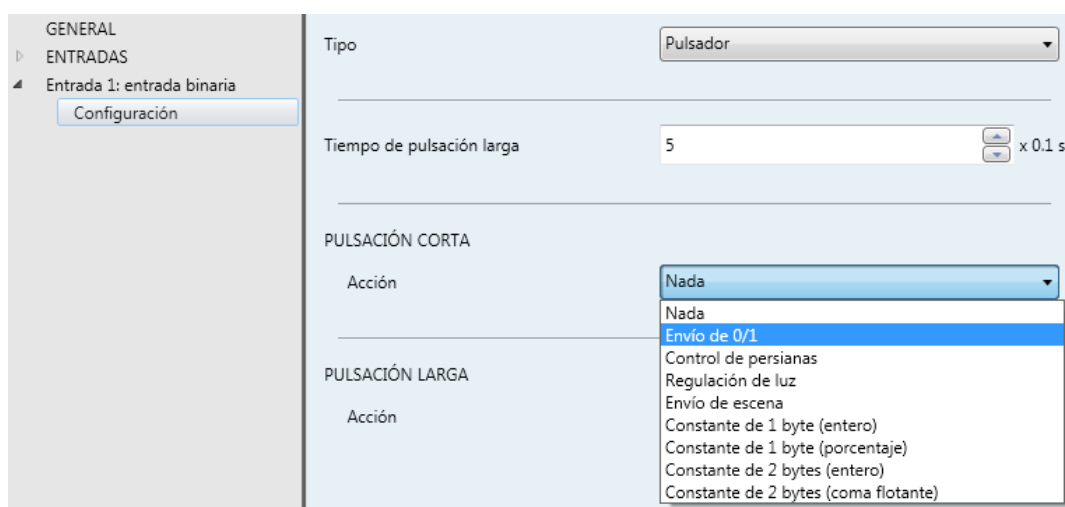 GENERAL
ENTRADAS
Entrada 1: entrada binaria
Configuración
Tipo
Pulsador
Tiempo de pulsación larga
5
x 0.1 s
PULSACIÓN CORTA
Acción
Nada
Nada
Envío de 0/1
Control de persianas
Regulación de luz
Envío de escena
Constante de 1 byte (entero)
Constante de 1 byte (porcentaje)
Constante de 2 bytes (entero)
Constante de 2 bytes (coma flotante)
PULSACIÓN LARGA
Acción